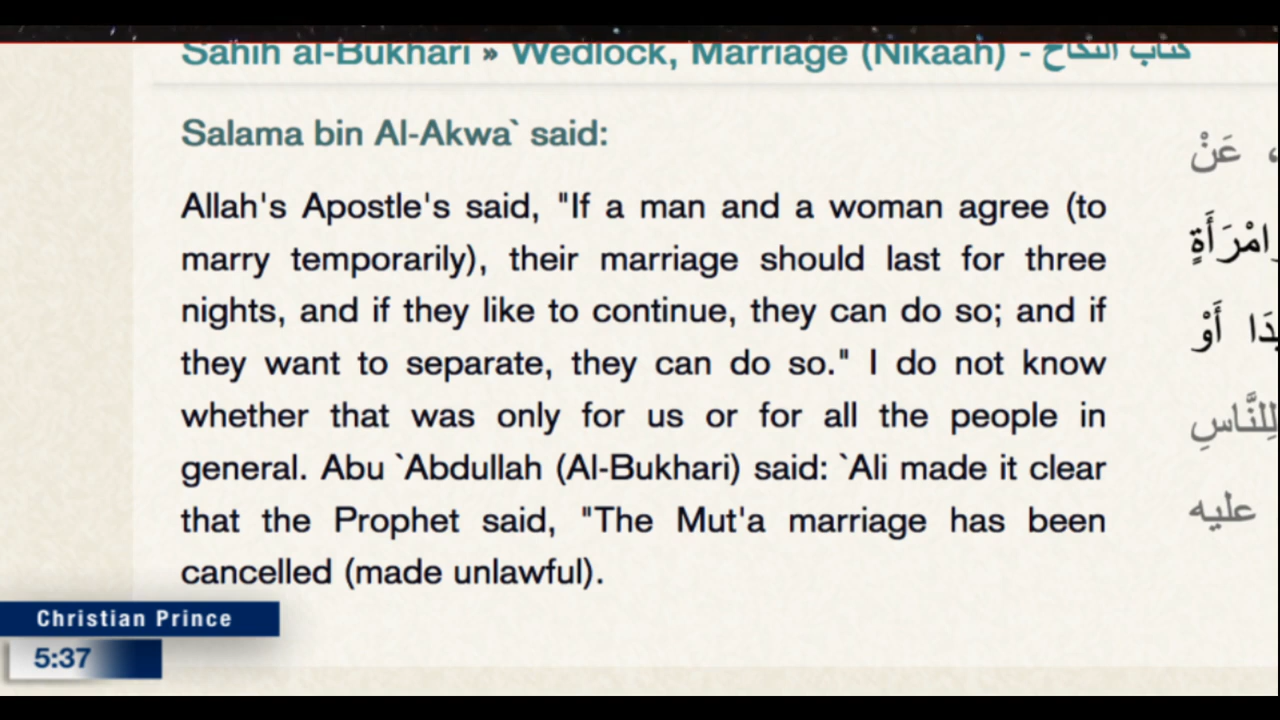 Sahih al-Bukhari » Wedlock, Marriage (Nikaah) - كتاب النكاح
Salama bin Al-Akwa` said:
Allah's Apostle's said, "If a man and a woman agree (to
marry temporarily), their marriage should last for three
nights, and if they like to continue, they can do so; and if
they want to separate, they can do so." I do not know
whether that was only for us or for all the people in
general. Abu `Abdullah (Al-Bukhari) said: `Ali made it clear
that the Prophet said, "The Mut'a marriage has been
cancelled (made unlawful).
، عَنْ
امْرَأَةٍ
أَوْ
لِلنَّاسِ
عليه
Christian Prince
5:37